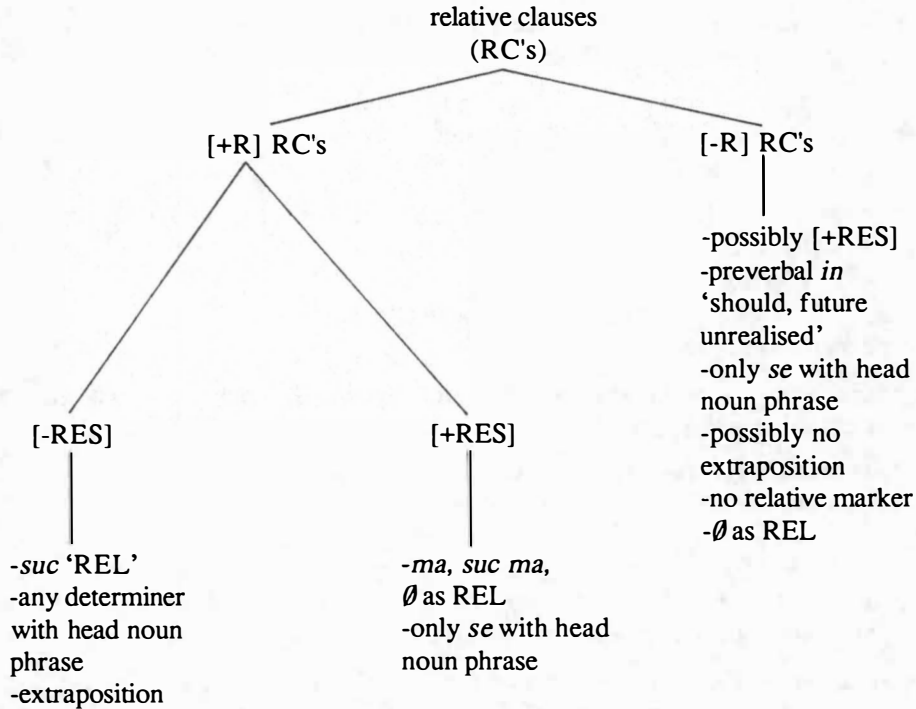 relative clauses
(RC's)
[+R] RC's
[-R] RC's
-possibly [+RES]
-preverbal in
‘should, future
unrealised’
-only se with head
noun phrase
-possibly no
extraposition
-no relative marker
-Ø as REL
[-RES]
[+RES]
-suc ‘REL’
-any determiner
with head noun
phrase
-extraposition
-ma, suc ma,
Ø as REL
-only se with head
noun phrase